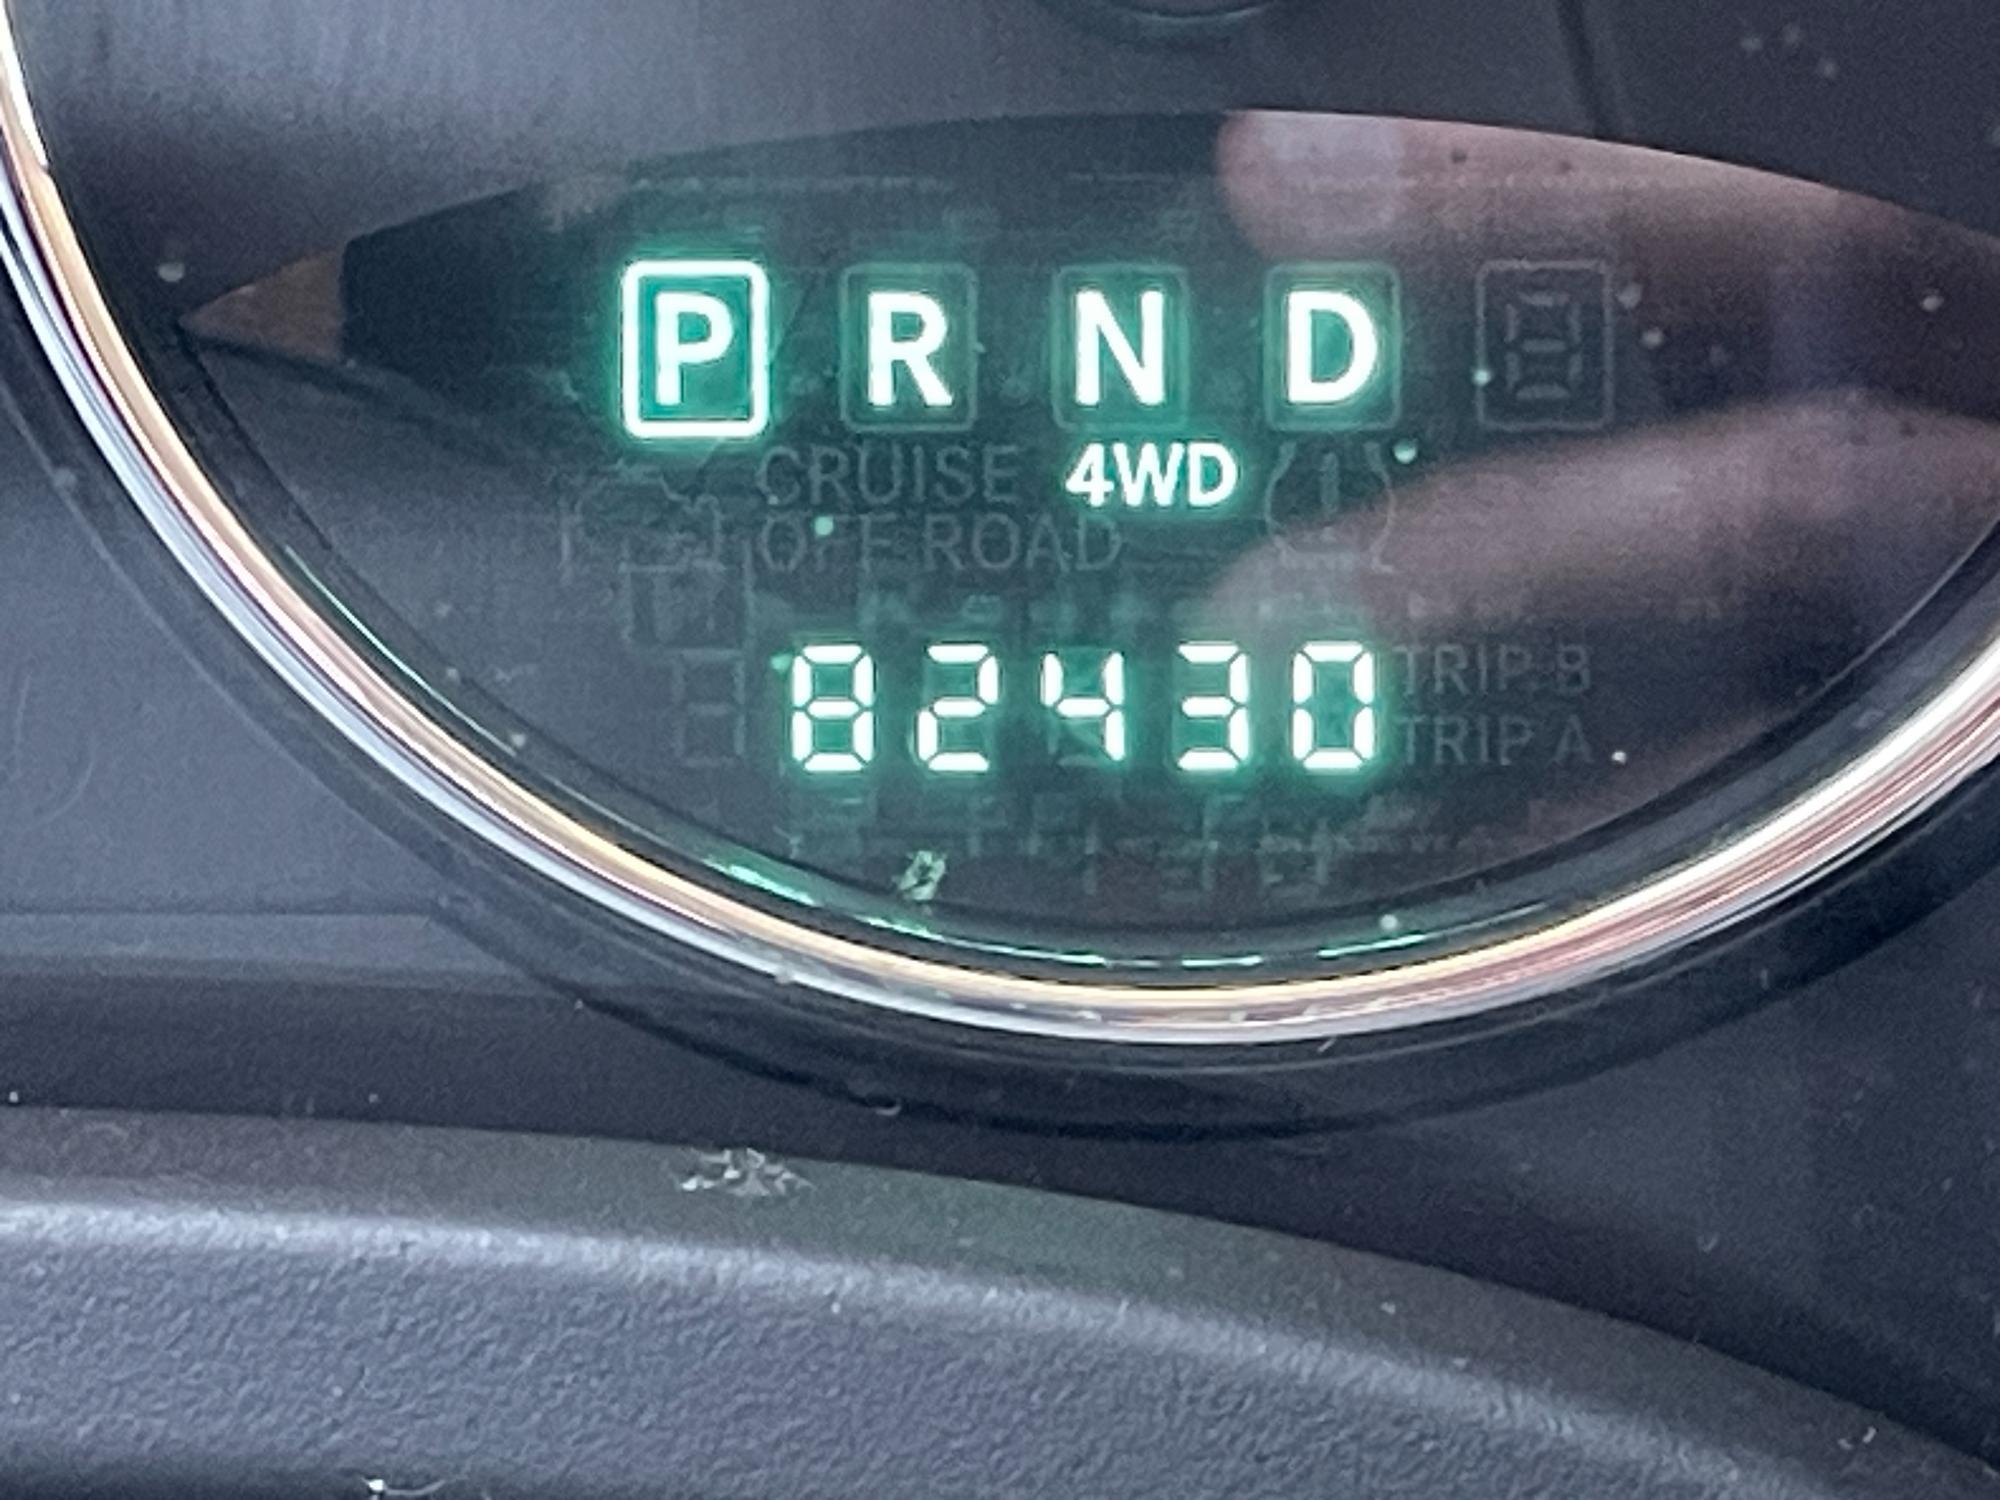 P R N D
CRUISE 4WD
OFF ROAD
TRIP B
82430
TRIP A